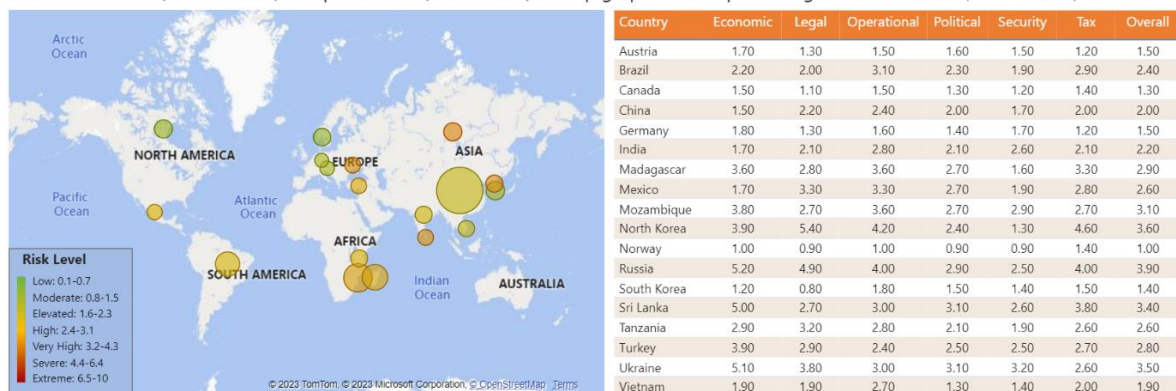 Arctic
Ocean
NORTH AMERICA
EUROPE
ASIA
Pacific
Ocean
Atlantic
Ocean
AFRICA
SOUTH AMERICA
Indian
Ocean
AUSTRALIA
Risk Level
Low: 0.1-0.7
Moderate: 0.8-1.5
Elevated: 1.6-2.3
High: 2.4-3.1
Very High: 3.2-4.3
Severe: 4.4-6.4
Extreme: 6.5-10
© 2023 TomTom, © 2023 Microsoft Corporation, © OpenStreetMap Terms
Country Economic Legal Operational Political Security Tax Overall
Austria 1.70 1.30 1.50 1.60 1.50 1.20 1.50
Brazil 2.20 2.00 3.10 2.30 1.90 2.90 2.40
Canada 1.50 1.10 1.50 1.30 1.20 1.40 1.30
China 1.50 2.20 2.40 2.00 1.70 2.00 2.00
Germany 1.80 1.30 1.60 1.40 1.70 1.20 1.50
India 1.70 2.10 2.80 2.10 2.60 2.10 2.20
Madagascar 3.60 2.80 3.60 2.70 1.60 3.30 2.90
Mexico 1.70 3.30 3.30 2.70 1.90 2.80 2.60
Mozambique 3.80 2.70 3.60 2.70 2.90 2.70 3.10
North Korea 3.90 5.40 4.20 2.40 1.30 4.60 3.60
Norway 1.00 0.90 1.00 0.90 0.90 1.40 1.00
Russia 5.20 4.90 4.00 2.90 2.50 4.00 3.90
South Korea 1.20 0.80 1.80 1.50 1.40 1.50 1.40
Sri Lanka 5.00 2.70 3.00 3.10 2.60 3.80 3.40
Tanzania 2.90 3.20 2.80 2.10 1.90 2.60 2.60
Turkey 3.90 2.90 2.40 2.50 2.50 2.70 2.80
Ukraine 5.10 3.80 3.00 3.10 3.20 2.60 3.50
Vietnam 1.90 1.90 2.70 1.30 1.40 2.00 1.90